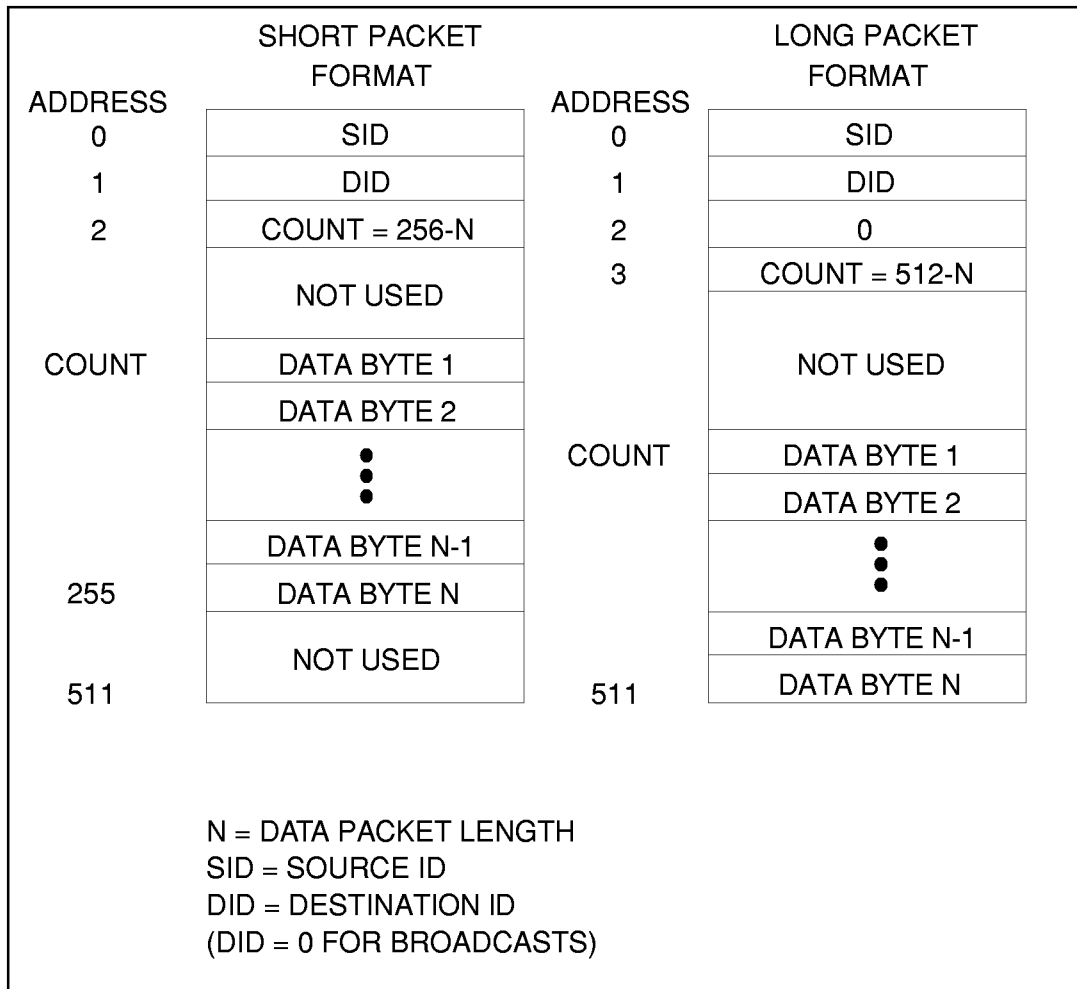 SHORT PACKET
FORMAT
ADDRESS
0 SID
1 DID
2 COUNT = 256-N
NOT USED
COUNT DATA BYTE 1
DATA BYTE 2
DATA BYTE N-1
255 DATA BYTE N
NOT USED
511
LONG PACKET
FORMAT
ADDRESS
0 SID
1 DID
2 0
3 COUNT = 512-N
NOT USED
COUNT DATA BYTE 1
DATA BYTE 2
DATA BYTE N-1
511 DATA BYTE N
N = DATA PACKET LENGTH
SID = SOURCE ID
DID = DESTINATION ID
(DID = 0 FOR BROADCASTS)